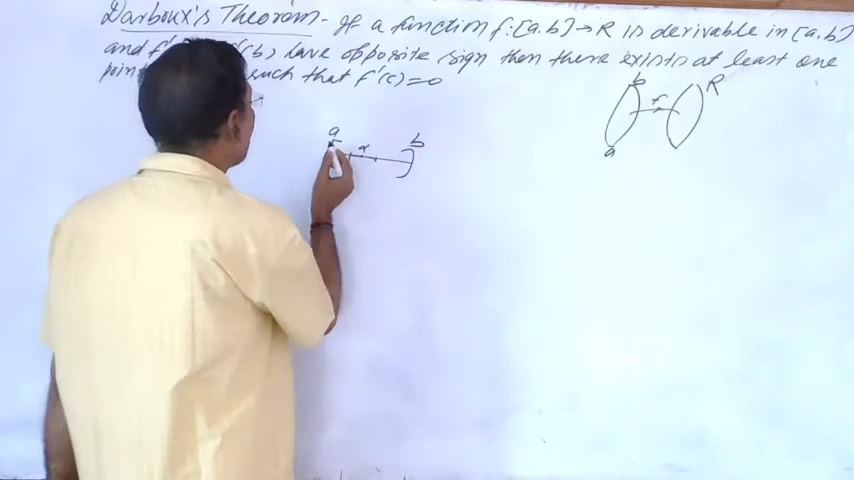 Darboux's Theorem - If a function f:[a.b]→R is derivable in [a.b]
and f' (b) have opposite sign then there exists at least one
such that f'(c)=0
b f R
a
a α b